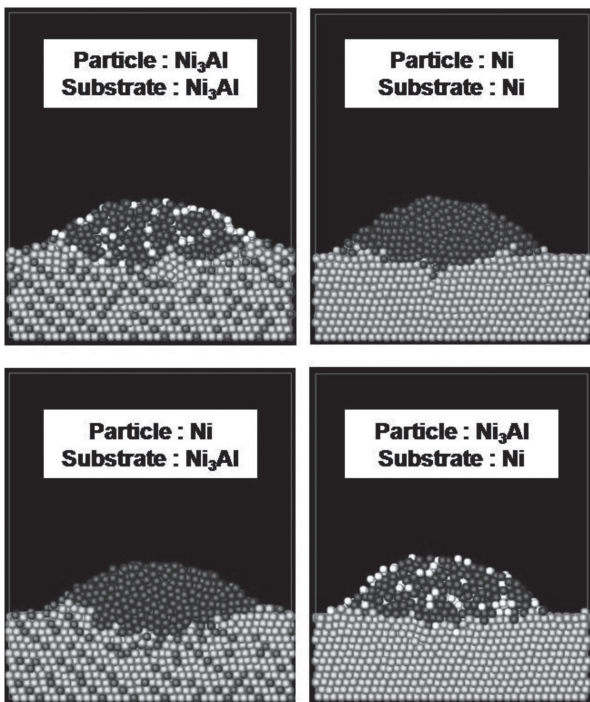 Particle : Ni₃Al
Substrate : Ni₃Al
Particle : Ni
Substrate : Ni
Particle : Ni
Substrate : Ni₃Al
Particle : Ni₃Al
Substrate : Ni